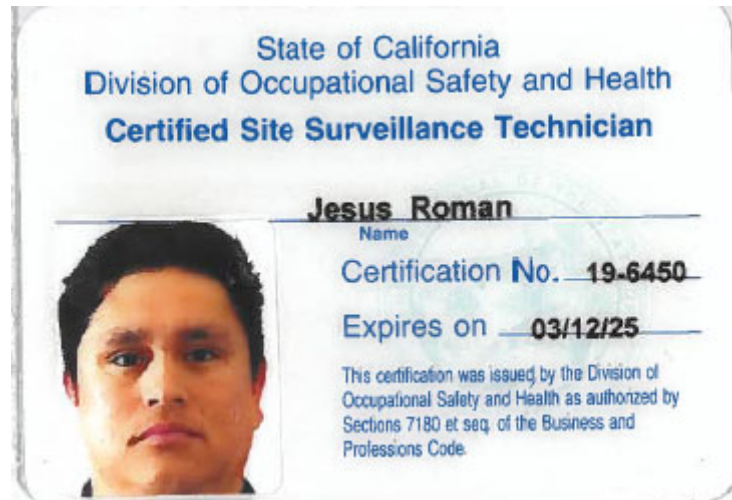 State of California
Division of Occupational Safety and Health
Certified Site Surveillance Technician
Jesus Roman
Name
Certification No. 19-6450
Expires on 03/12/25
This certification was issued by the Division of
Occupational Safety and Health as authorized by
Sections 7180 et seq. of the Business and
Professions Code.